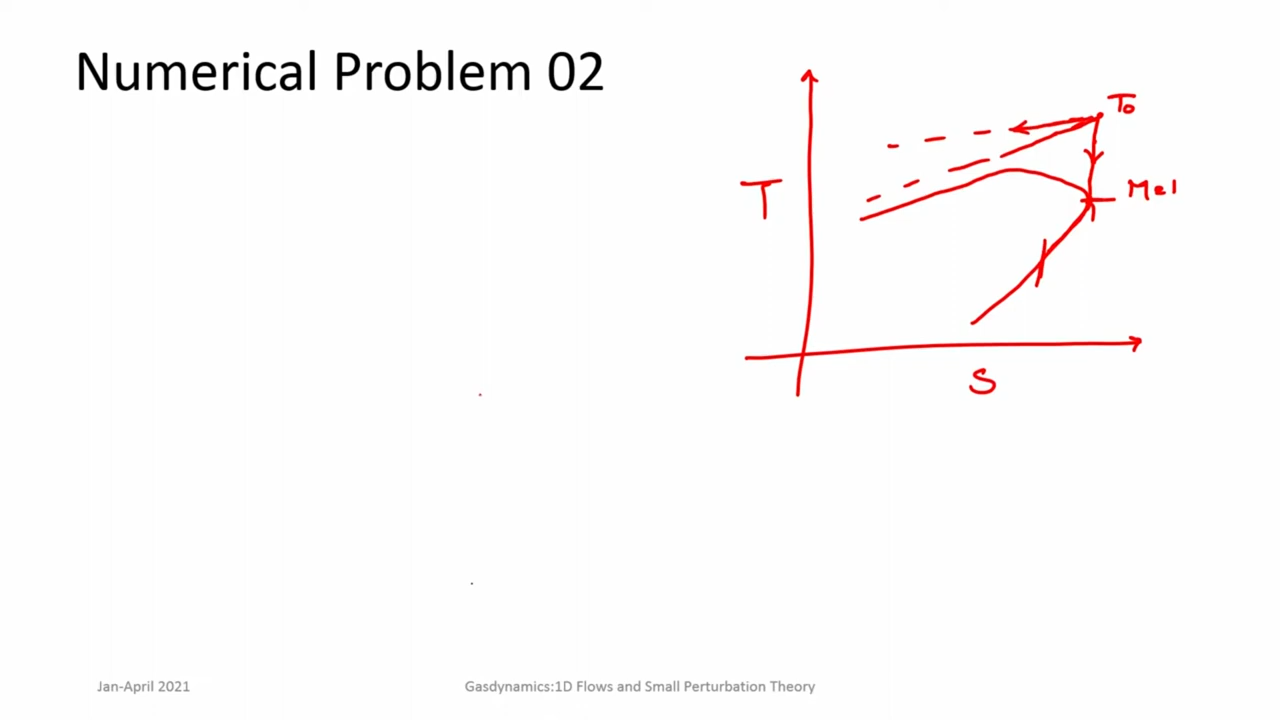 Numerical Problem 02
To
T
M=1
S
Jan-April 2021
Gasdynamics:1D Flows and Small Perturbation Theory